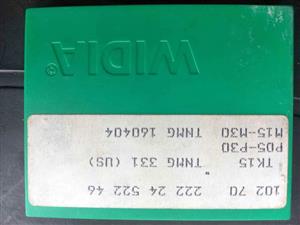 WIDIA®
102 70 222 24 522 46
TK15 TNMG 331 (US)
P05-P30
M15-M30 TNMG 160404